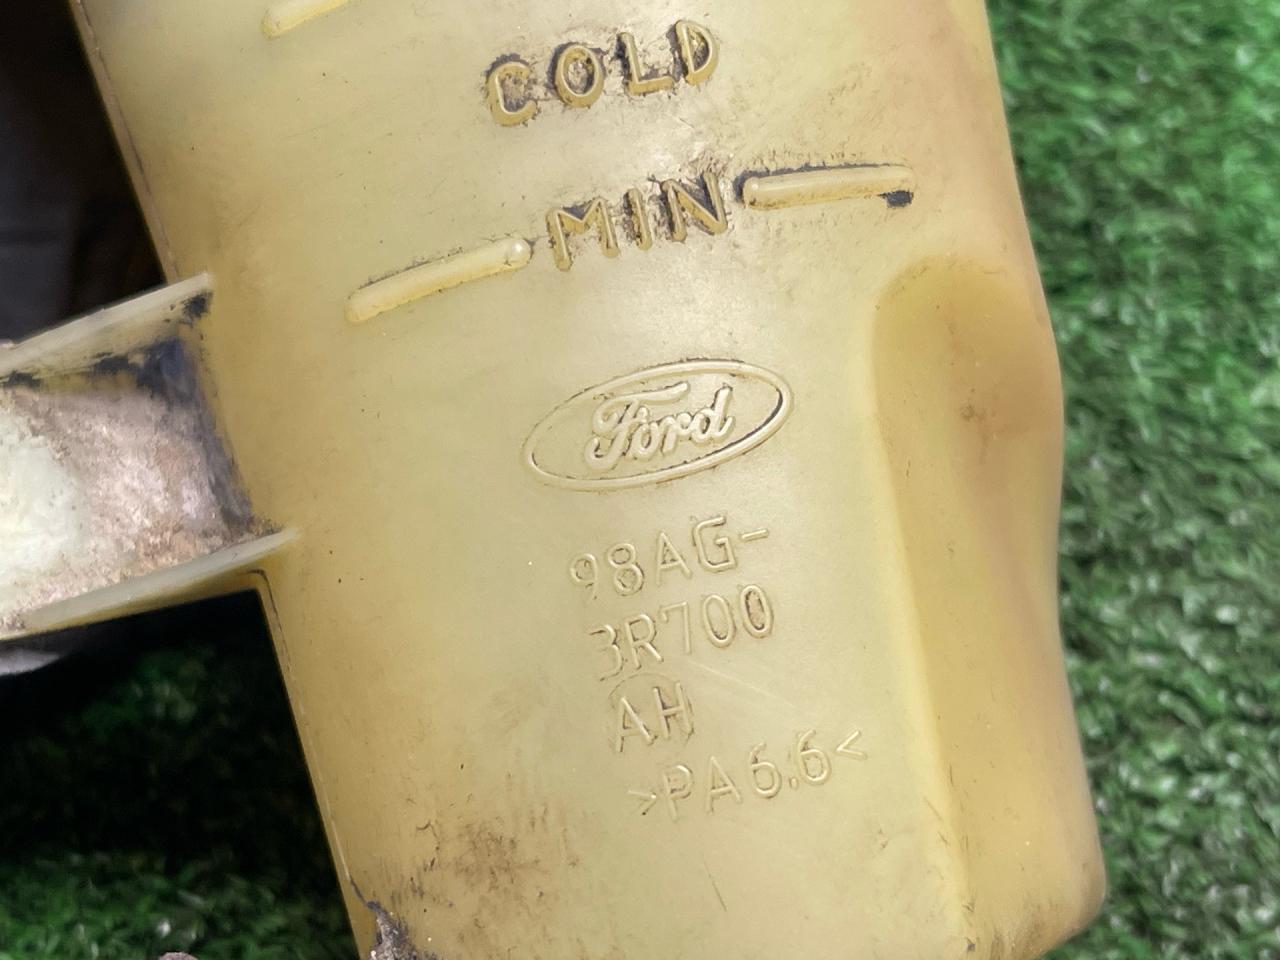 COLD
MIN
Ford
98AG-
3R700
AH
>PA6.6<